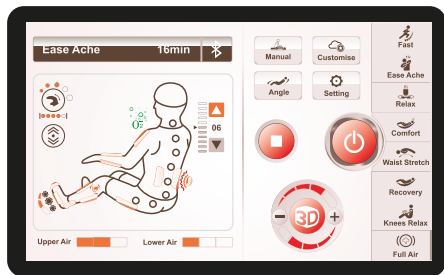 Ease Ache 16min
06
Upper Air
Lower Air
Manual
Customise
Angle
Setting
3D
Fast
Ease Ache
Relax
Comfort
Waist Stretch
Recovery
Knees Relax
Full Air